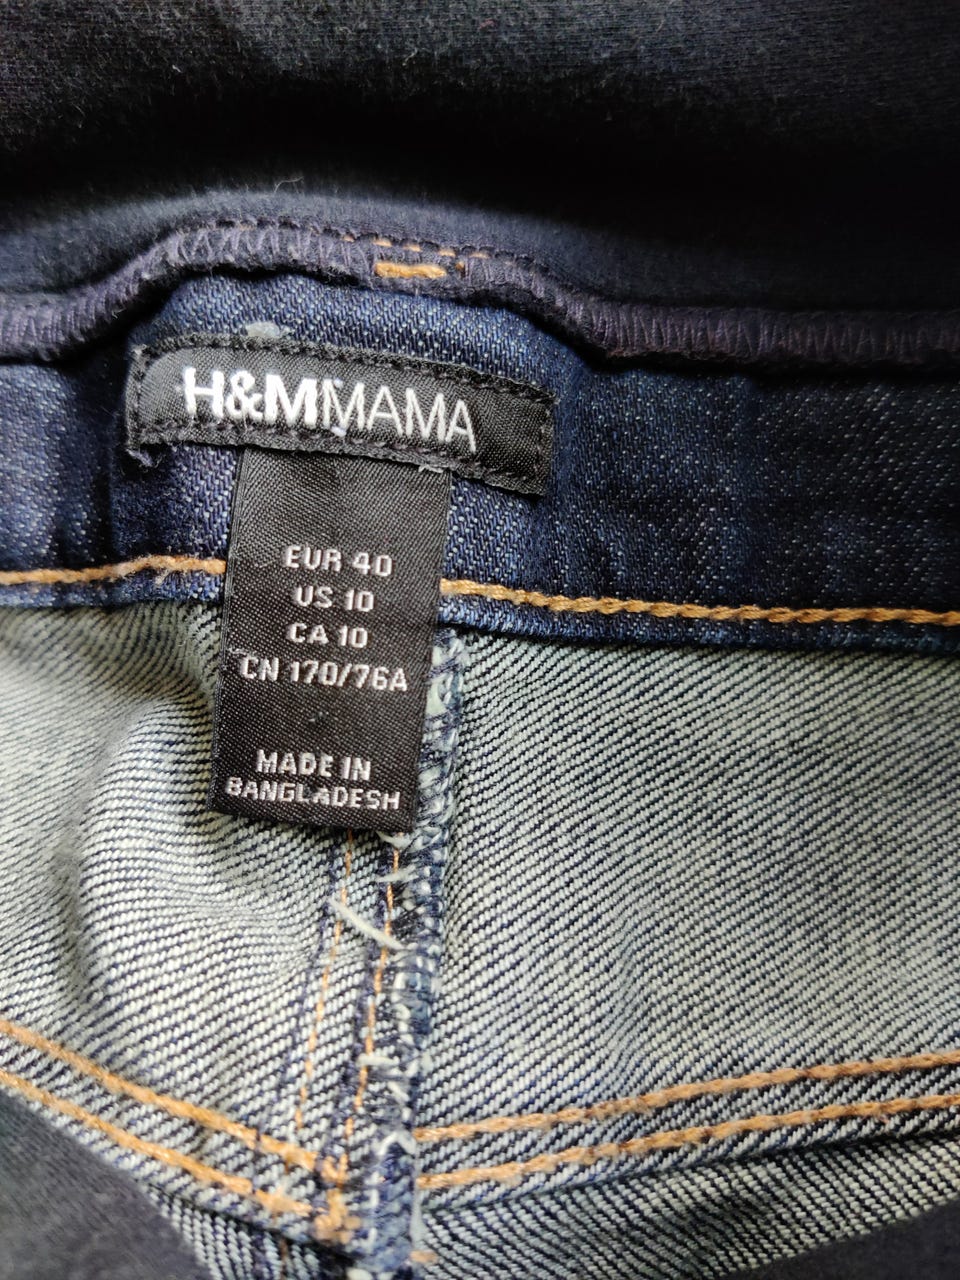 H&MMAMA
EUR 40
US 10
CA 10
CN 170/76A
MADE IN
BANGLADESH